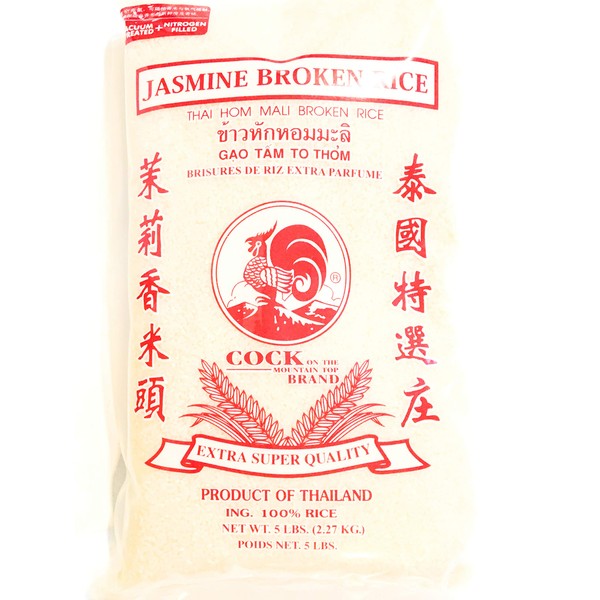 VACUUM TREATED + NITROGEN FILLED
JASMINE BROKEN RICE
THAI HOM MALI BROKEN RICE
ข้าวหักหอมมะลิ
GẠO TẤM TO THƠM
BRISURES DE RIZ EXTRA PARFUME
茉莉香米頭
泰國特選庄
®
COCK ON THE
MOUNTAIN TOP
BRAND
EXTRA SUPER QUALITY
PRODUCT OF THAILAND
ING. 100% RICE
NET WT. 5 LBS. (2.27 KG.)
POIDS NET. 5 LBS.